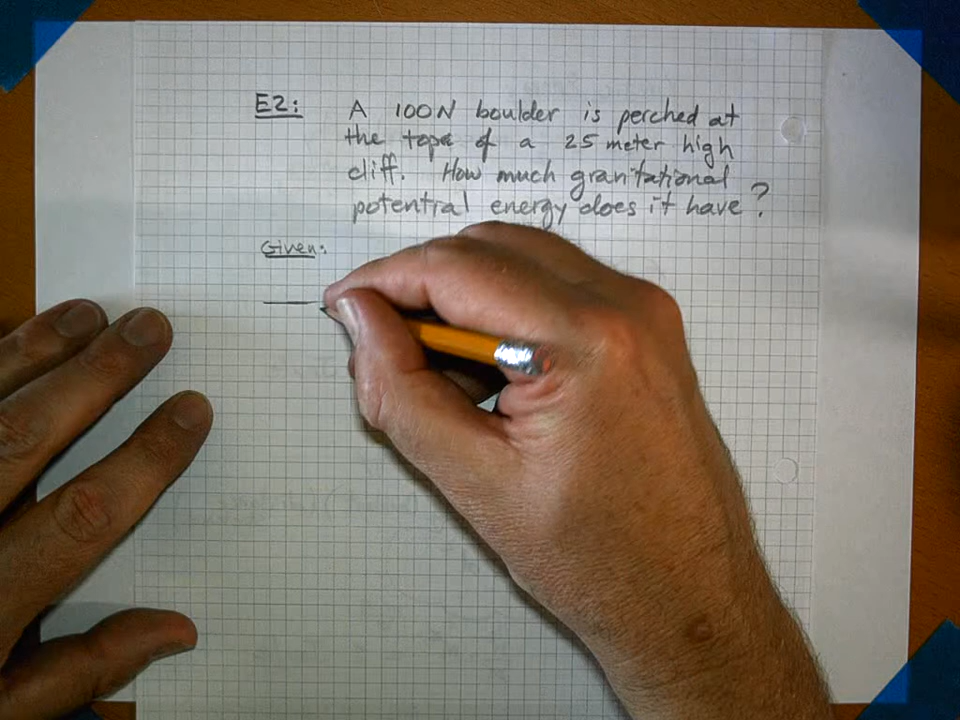 E2: A 100N boulder is perched at
the tope of a 25 meter high
cliff. How much gravitational
potential energy does it have?
Given: